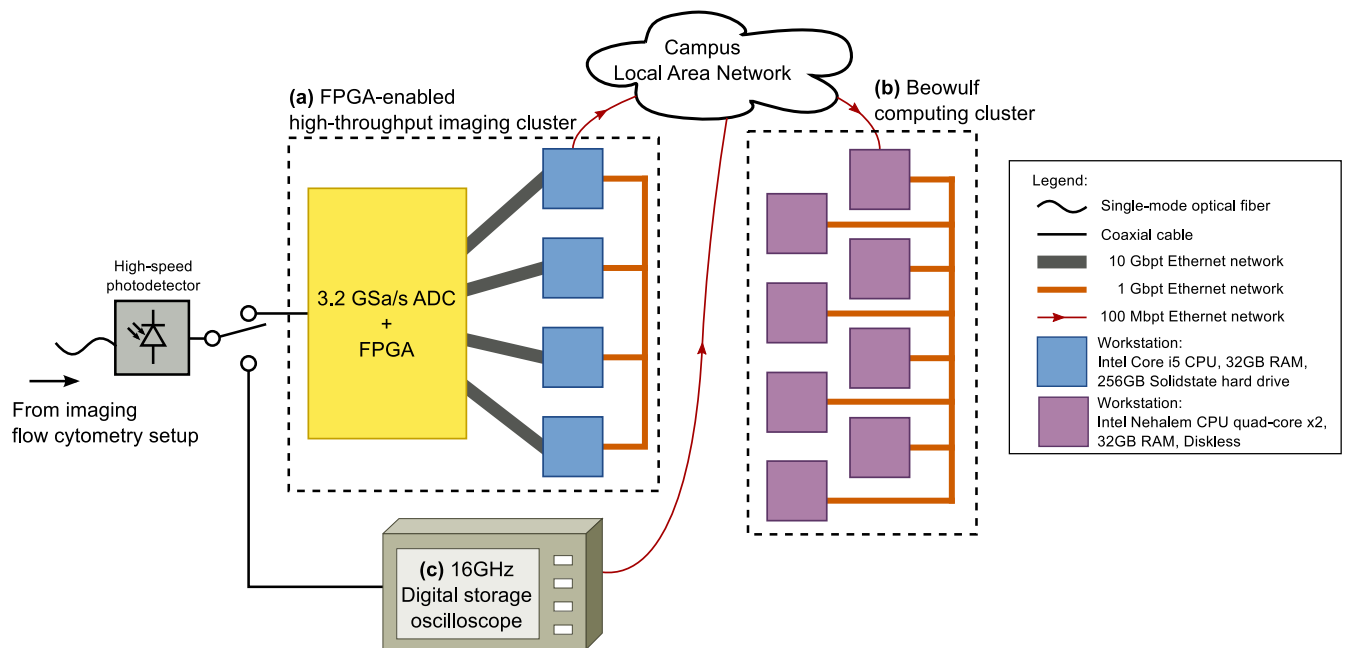 Campus
Local Area Network
(a) FPGA-enabled
high-throughput imaging cluster
(b) Beowulf
computing cluster
High-speed
photodetector
3.2 GSa/s ADC
+
FPGA
From imaging
flow cytometry setup
(c) 16GHz
Digital storage
oscilloscope
Legend:
Single-mode optical fiber
Coaxial cable
10 Gbpt Ethernet network
1 Gbpt Ethernet network
100 Mbpt Ethernet network
Workstation:
Intel Core i5 CPU, 32GB RAM,
256GB Solidstate hard drive
Workstation:
Intel Nehalem CPU quad-core x2,
32GB RAM, Diskless